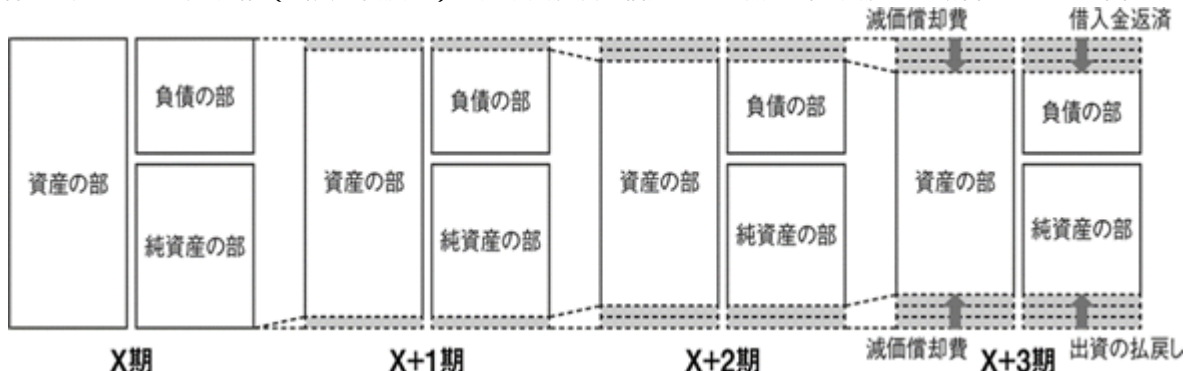 減価償却費 借入金返済
負債の部 負債の部 負債の部 負債の部
資産の部 資産の部 資産の部 資産の部
純資産の部 純資産の部 純資産の部 純資産の部
減価償却費 出資の払戻し
X期 X+1期 X+2期 X+3期